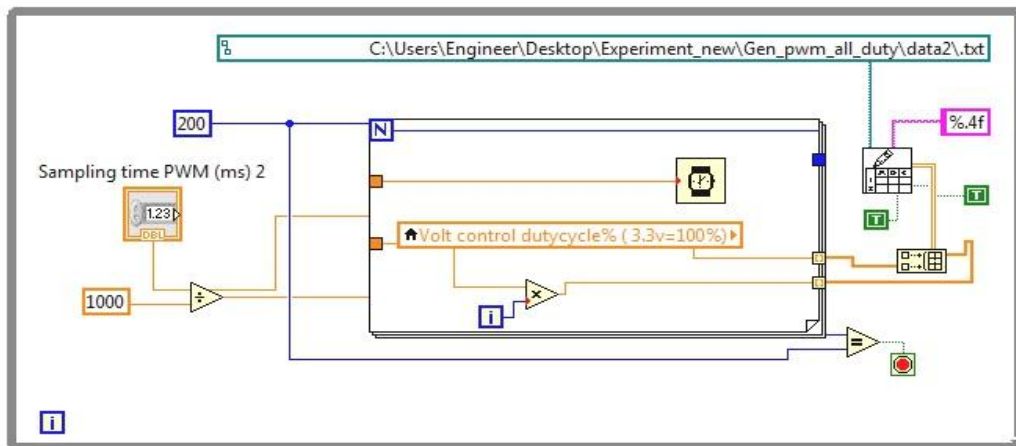 C:\Users\Engineer\Desktop\Experiment_new\Gen_pwm_all_duty\data2\.txt
200
N
%.4f
Sampling time PWM (ms) 2
1.23
DBL
T
T
Volt control dutycycle% ( 3.3v=100%)
1000
÷
×
i
=
i